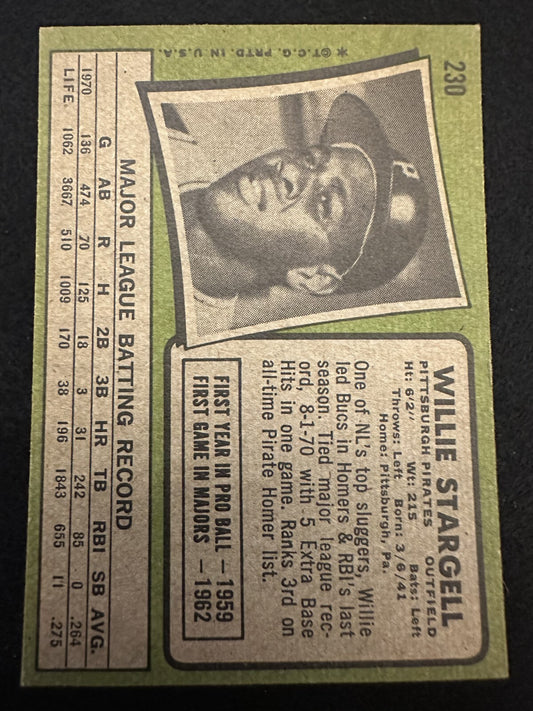 230
WILLIE STARGELL
PITTSBURGH PIRATES OUTFIELD
Ht: 6'2" Wt: 215 Bats: Left
Throws: Left Born: 3/6/41
Home: Pittsburgh, Pa.
One of NL's top sluggers, Willie
led Bucs in Homers & RBI's last
season. Tied major league rec-
ord, 8-1-70 with 5 Extra Base
Hits in one game. Ranks 3rd on
all-time Pirate Homer list.
FIRST YEAR IN PRO BALL — 1959
FIRST GAME IN MAJORS — 1962
P
*©T.C.G. PRTD. IN U.S.A.
MAJOR LEAGUE BATTING RECORD
G AB R H 2B 3B HR TB RBI SB AVG.
1970 136 474 70 125 18 3 31 242 85 0 .264
LIFE. 1062 3667 510 1009 170 38 196 1843 655 11 .275